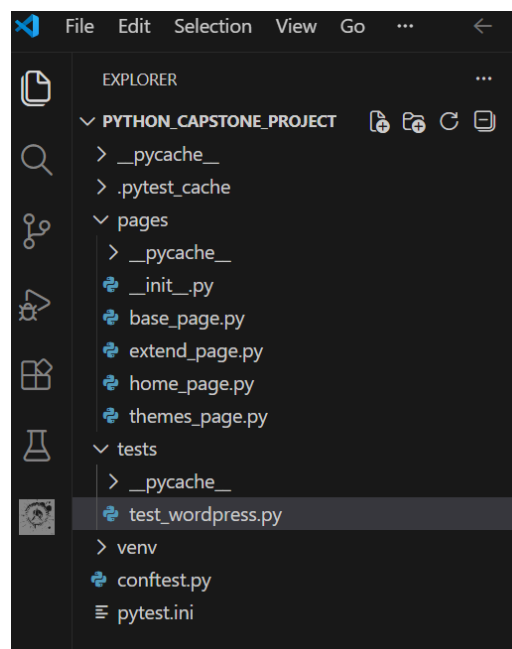 File Edit Selection View Go ...
EXPLORER ...
PYTHON_CAPSTONE_PROJECT
__pycache__
.pytest_cache
pages
__pycache__
__init__.py
base_page.py
extend_page.py
home_page.py
themes_page.py
tests
__pycache__
test_wordpress.py
venv
conftest.py
pytest.ini